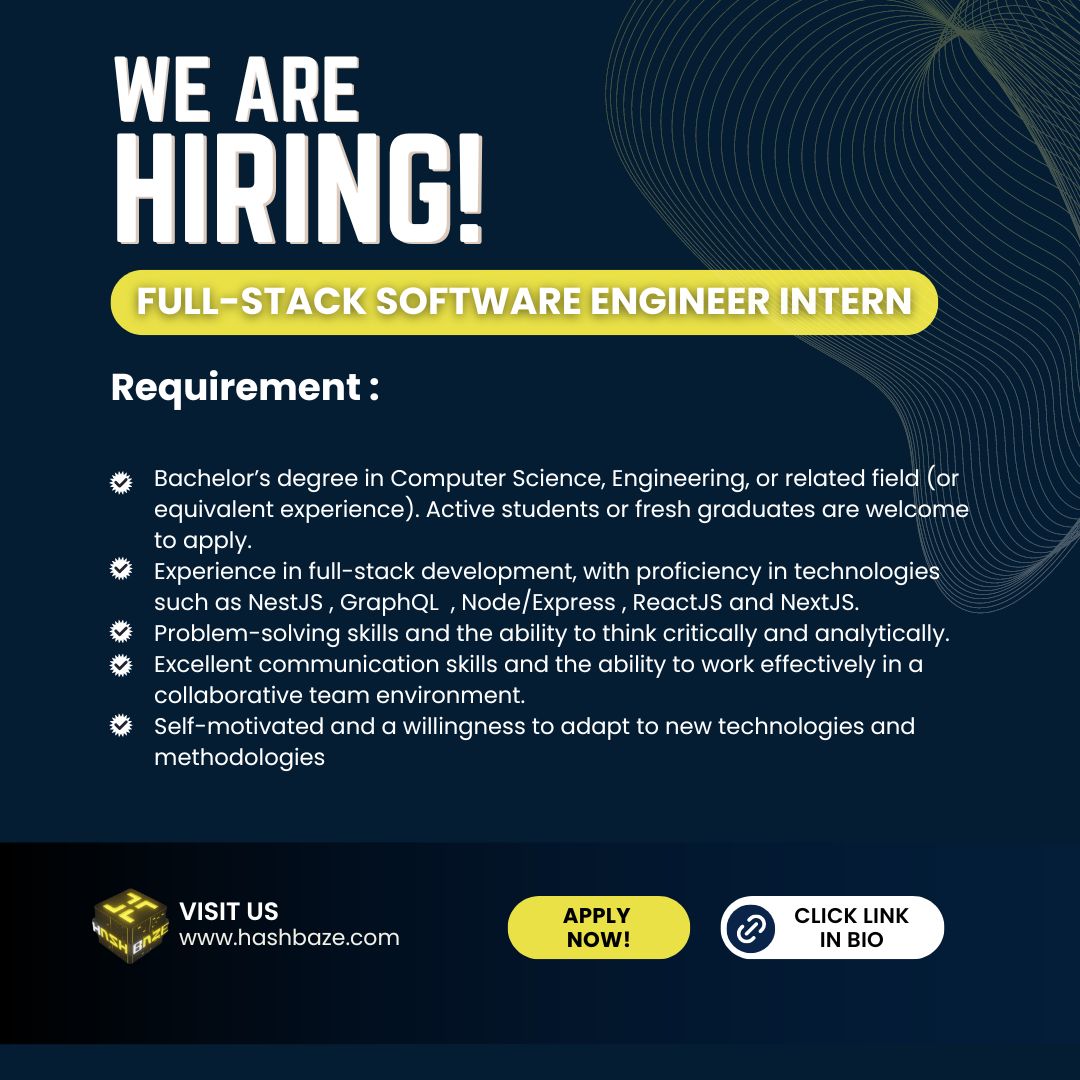 WE ARE
HIRING!
FULL-STACK SOFTWARE ENGINEER INTERN
Requirement :
Bachelor’s degree in Computer Science, Engineering, or related field (or
equivalent experience). Active students or fresh graduates are welcome
to apply.
Experience in full-stack development, with proficiency in technologies
such as NestJS , GraphQL  , Node/Express , ReactJS and NextJS.
Problem-solving skills and the ability to think critically and analytically.
Excellent communication skills and the ability to work effectively in a
collaborative team environment.
Self-motivated and a willingness to adapt to new technologies and
methodologies
HASH BAZE
VISIT US
www.hashbaze.com
APPLY
NOW!
CLICK LINK
IN BIO